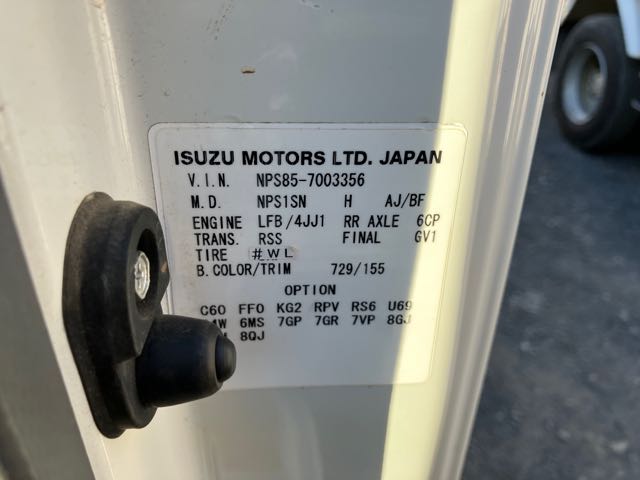 ISUZU MOTORS LTD. JAPAN
V.I.N. NPS85-7003356
M.D. NPS1SN H AJ/BF
ENGINE LFB/4JJ1 RR AXLE 6CP
TRANS. RSS FINAL GV1
TIRE #WL
B.COLOR/TRIM 729/155
OPTION
C60 FF0 KG2 RPV RS6 U69
6MS 7GP 7GR 7VP 8GJ
8QJ